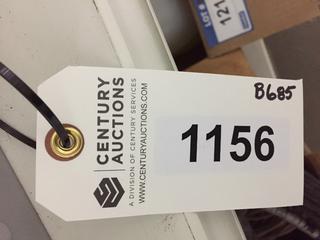 LOT #
121
B685
CENTURY
AUCTIONS
A DIVISION OF CENTURY SERVICES
WWW.CENTURYAUCTIONS.COM
1156